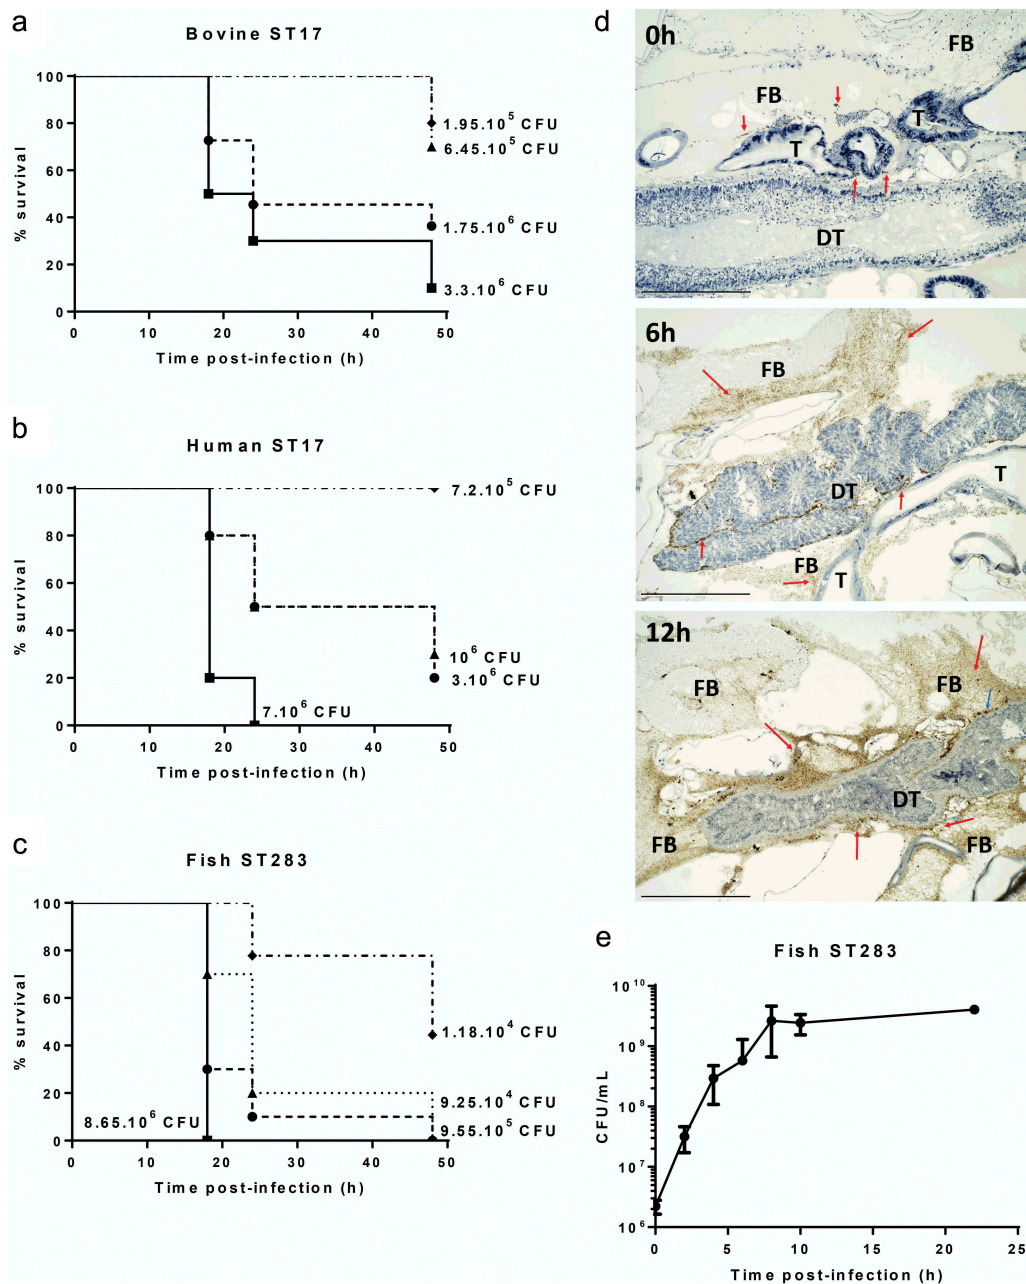 a
Bovine ST17
% survival
100
80
60
40
20
0
1.95.10⁵ CFU
6.45.10⁵ CFU
1.75.10⁶ CFU
3.3.10⁶ CFU
0 10 20 30 40 50
Time post-infection (h)
b
Human ST17
% survival
100
80
60
40
20
0
7.2.10⁵ CFU
10⁶ CFU
3.10⁶ CFU
7.10⁶ CFU
0 10 20 30 40 50
Time post-infection (h)
c
Fish ST283
% survival
100
80
60
40
20
0
1.18.10⁴ CFU
9.25.10⁴ CFU
9.55.10⁵ CFU
8.65.10⁶ CFU
0 10 20 30 40 50
Time post-infection (h)
d
0h
FB
FB
T
T
DT
6h
FB
DT
T
FB
T
12h
FB
FB
DT
FB
FB
e
Fish ST283
CFU/mL
10¹⁰
10⁹
10⁸
10⁷
10⁶
0 5 10 15 20 25
Time post-infection (h)